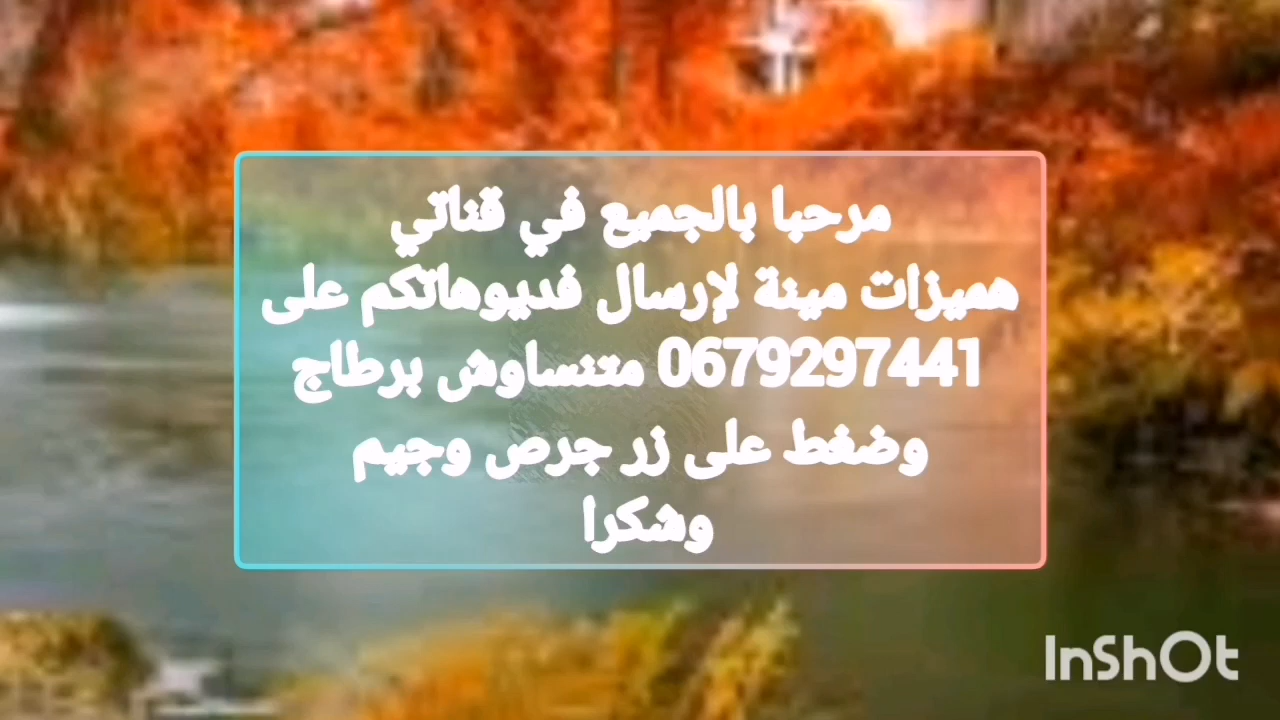 مرحبا بالجميع في قناتي
هميزات مينة لإرسال فديوهاتكم على
0679297441 متنساوش برطاج
وضغط على زر جرص وجيم
وشكرا
InShOt